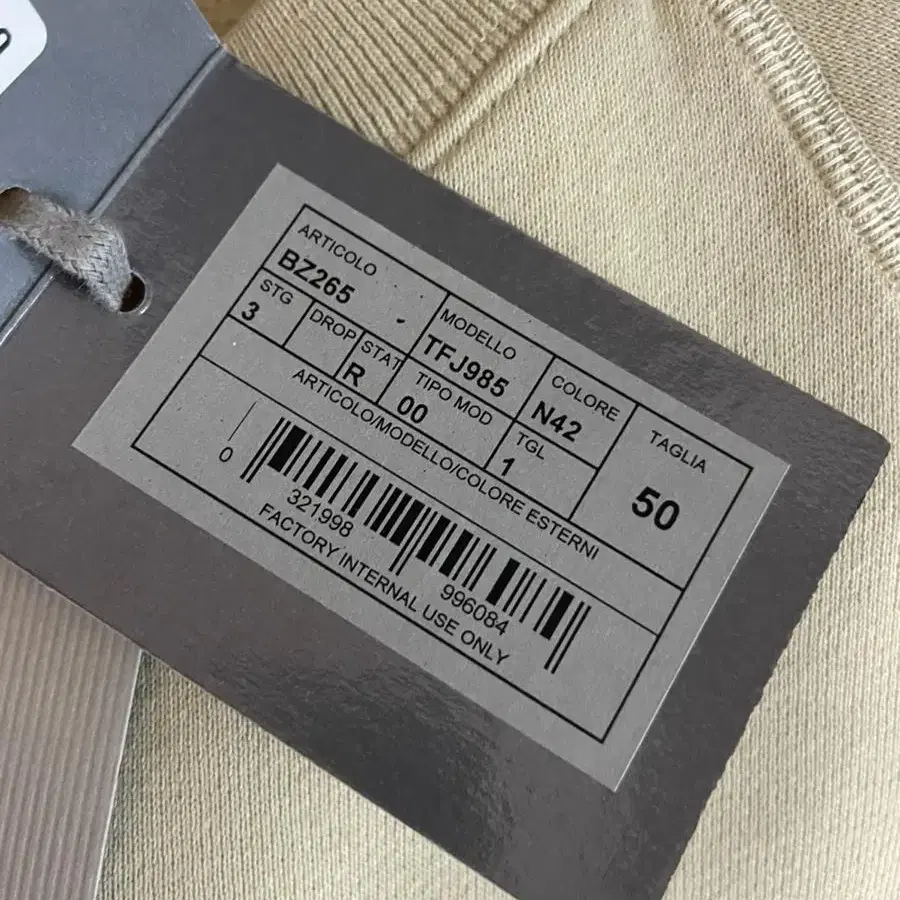 ARTICOLO
BZ265
MODELLO
TFJ985
COLORE
N42
TAGLIA
50
STG
3
DROP
STAT
R
TIPO MOD
00
TGL
1
ARTICOLO/MODELLO/COLORE ESTERNI
0 321998 996084
FACTORY INTERNAL USE ONLY